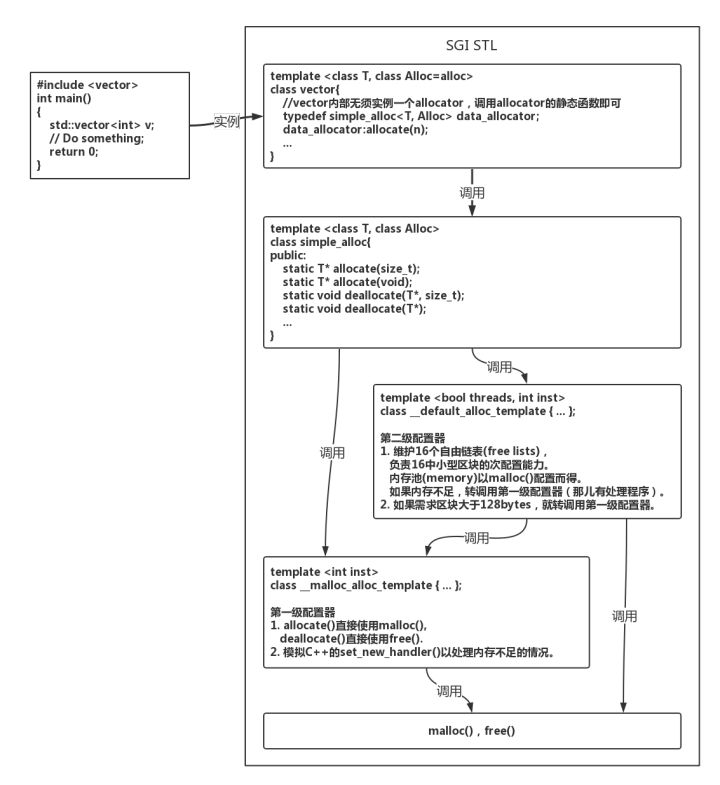 SGI STL
#include <vector>
int main()
{
std::vector<int> v;
// Do something;
return 0;
}
实例
template <class T, class Alloc=alloc>
class vector{
//vector内部无须实例一个allocator，调用allocator的静态函数即可
typedef simple_alloc<T, Alloc> data_allocator;
data_allocator:allocate(n);
...
}
调用
template <class T, class Alloc>
class simple_alloc{
public:
static T* allocate(size_t);
static T* allocate(void);
static void deallocate(T*, size_t);
static void deallocate(T*);
...
}
调用
调用
template <bool threads, int inst>
class __default_alloc_template { ... };
第二级配置器
1. 维护16个自由链表(free lists)，
负责16中小型区块的次配置能力。
内存池(memory)以malloc()配置而得。
如果内存不足，转调用第一级配置器（那儿有处理程序）。
2. 如果需求区块大于128bytes，就转调用第一级配置器。
调用
调用
template <int inst>
class __malloc_alloc_template { ... };
第一级配置器
1. allocate()直接使用malloc(),
deallocate()直接使用free().
2. 模拟C++的set_new_handler()以处理内存不足的情况。
调用
malloc()，free()